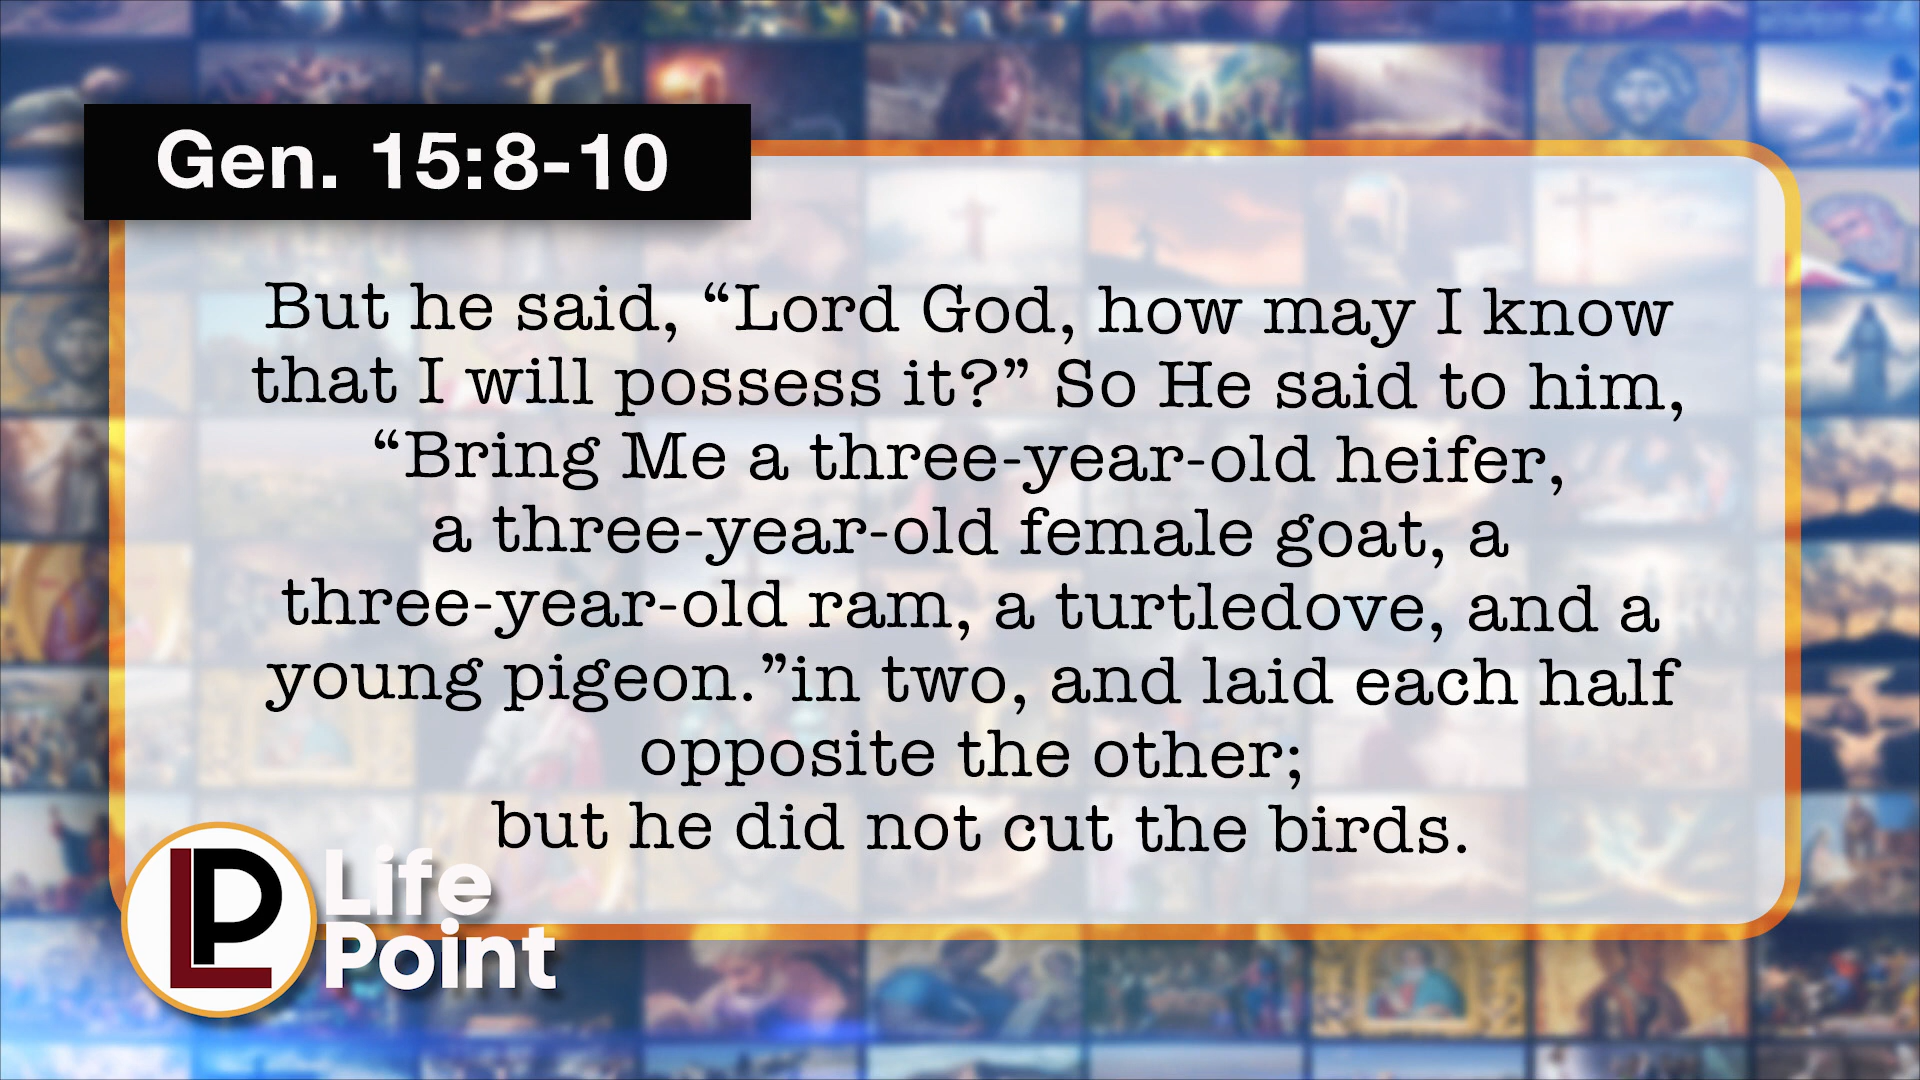 Gen. 15:8-10
But he said, “Lord God, how may I know
that I will possess it?” So He said to him,
“Bring Me a three-year-old heifer,
a three-year-old female goat, a
three-year-old ram, a turtledove, and a
young pigeon.”in two, and laid each half
opposite the other;
but he did not cut the birds.
LP
Life
Point